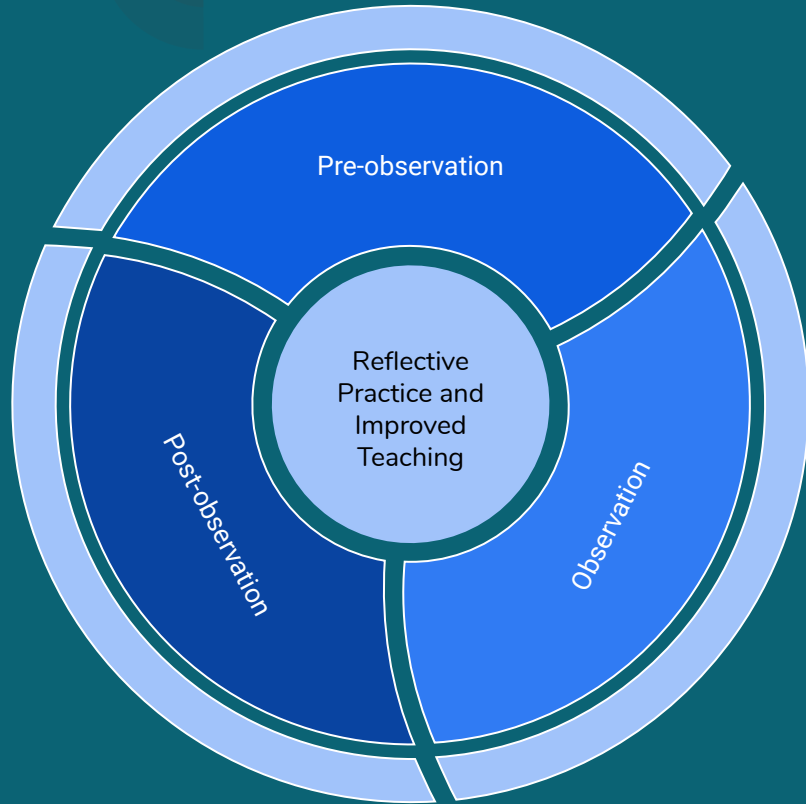 Pre-observation
Reflective
Practice and
Improved
Teaching
Post-observation
Observation